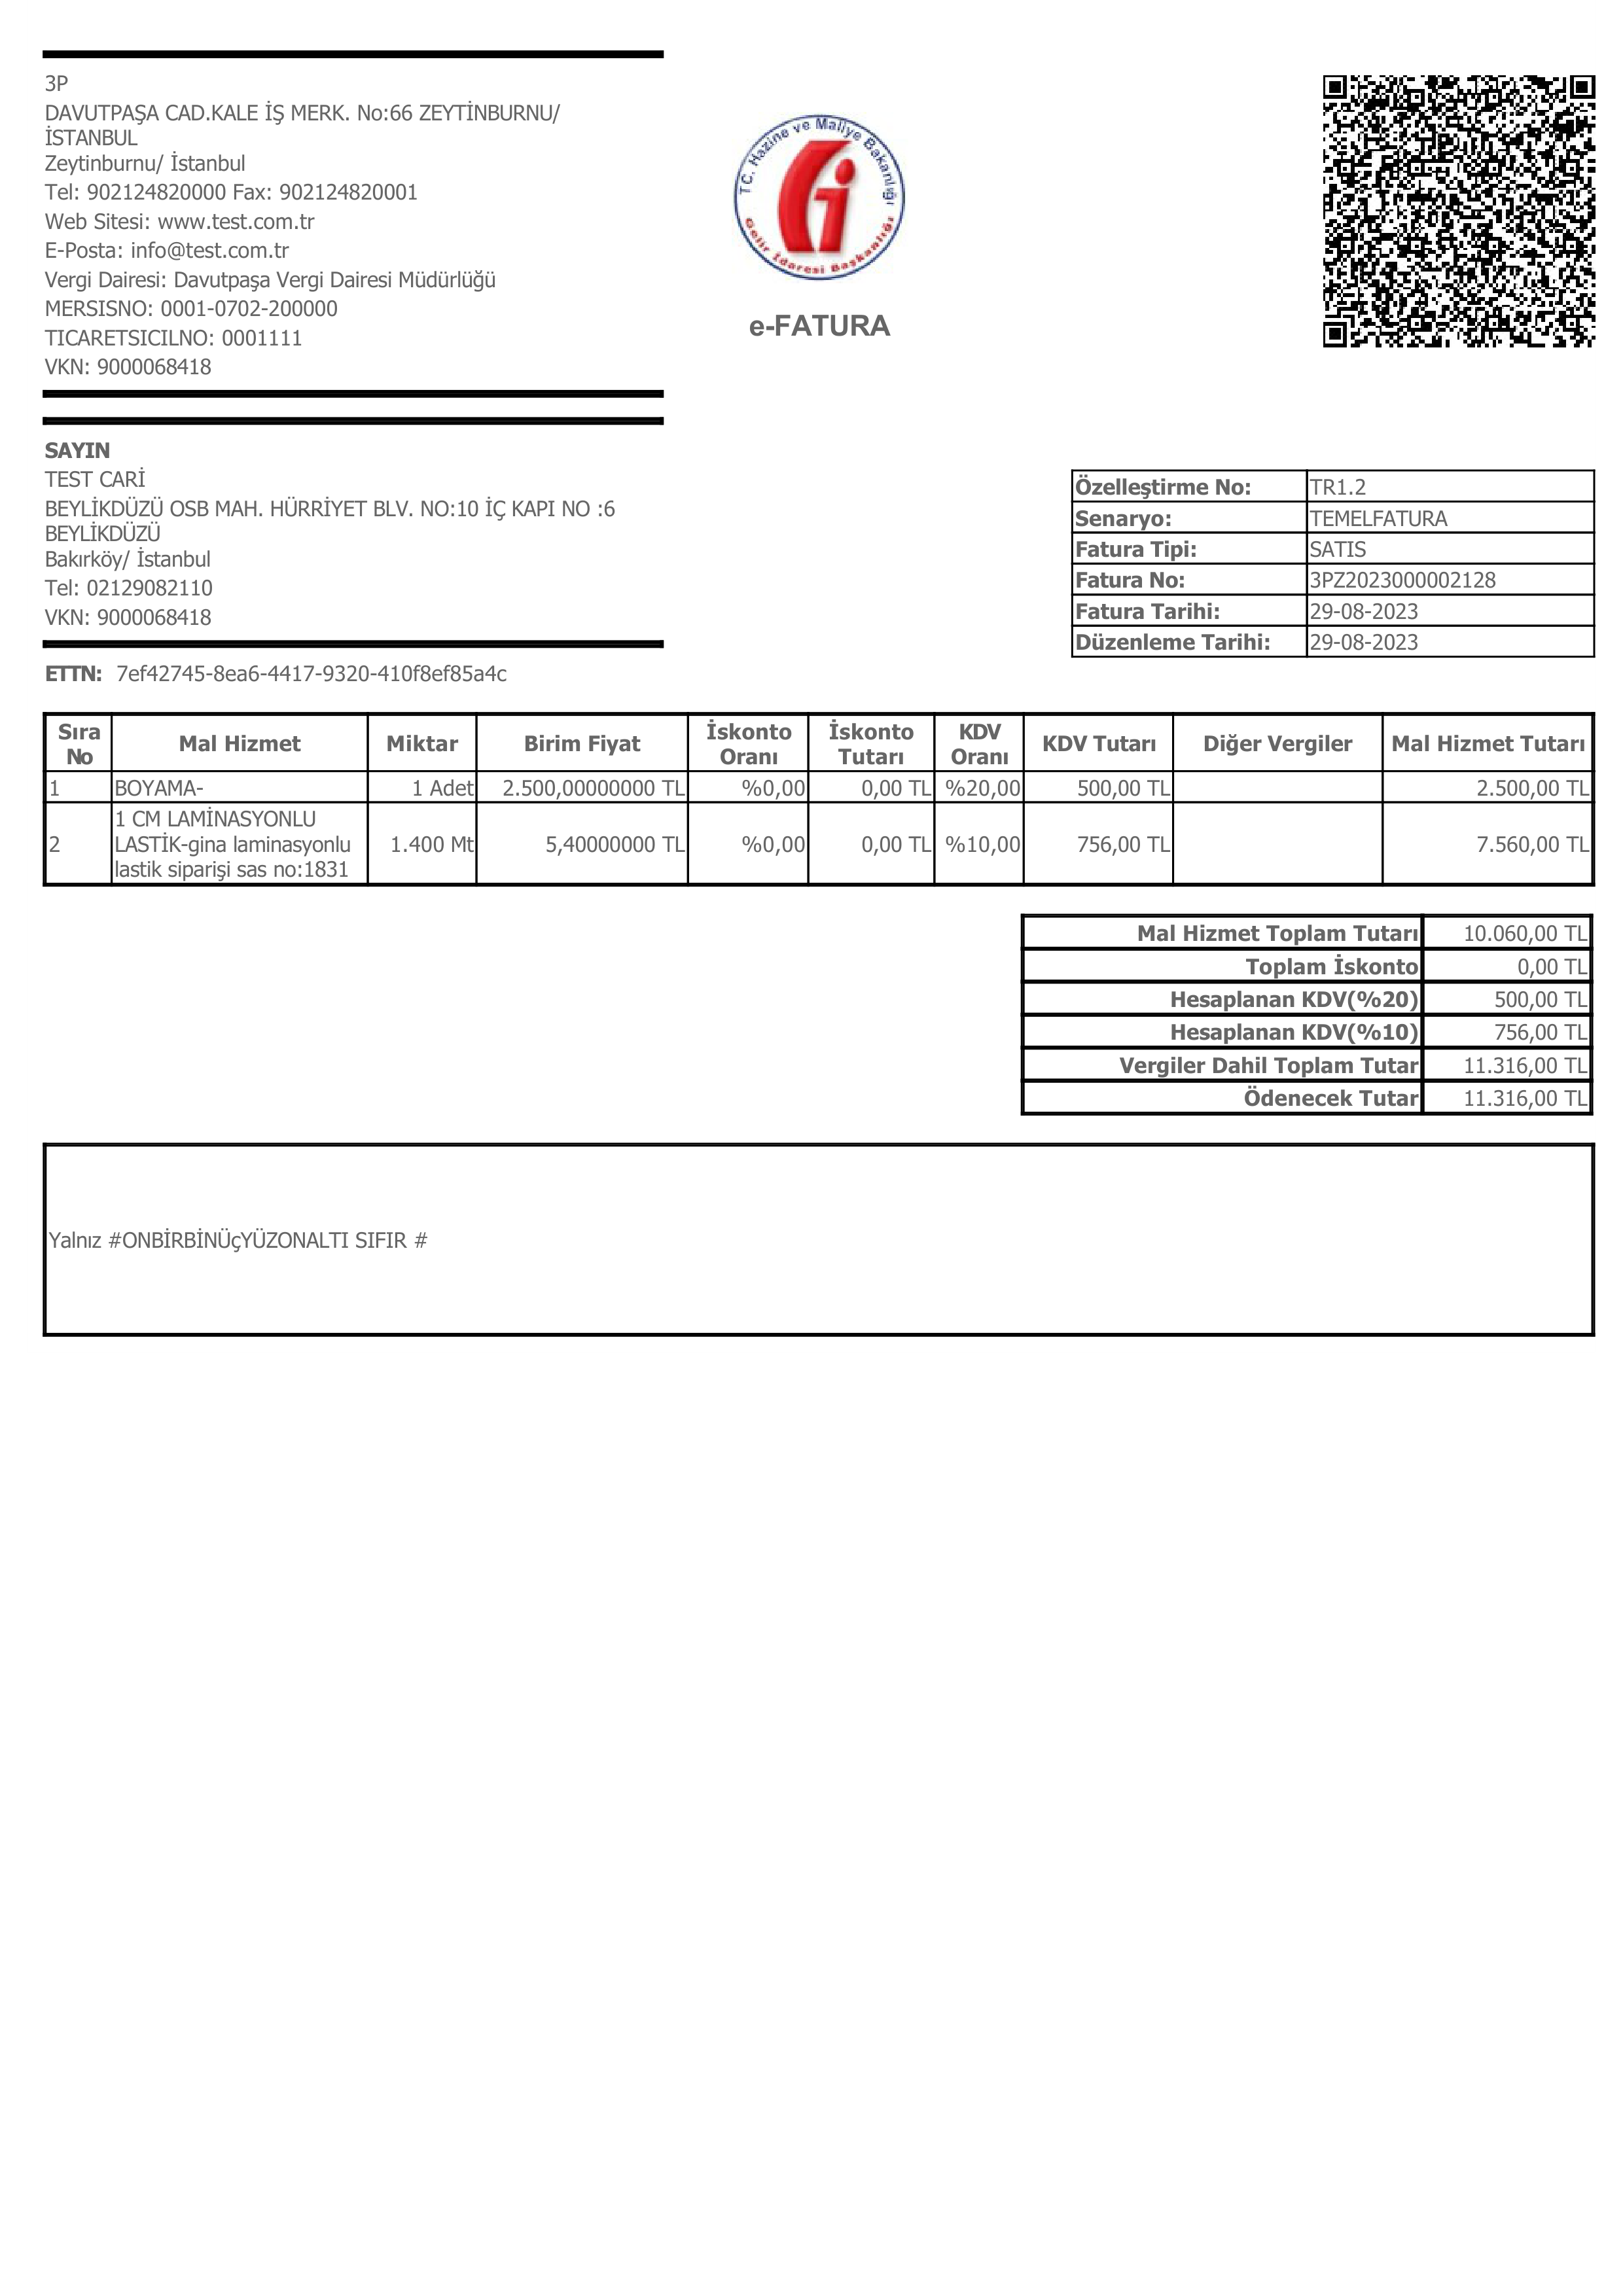 3P
DAVUTPAŞA CAD.KALE İŞ MERK. No:66 ZEYTİNBURNU/
İSTANBUL
Zeytinburnu/ İstanbul
Tel: 902124820000 Fax: 902124820001
Web Sitesi: www.test.com.tr
E-Posta: info@test.com.tr
Vergi Dairesi: Davutpaşa Vergi Dairesi Müdürlüğü
MERSISNO: 0001-0702-200000
TICARETSICILNO: 0001111
VKN: 9000068418
TC. Hazine ve Maliye Bakanlığı
Gelir İdaresi Başkanlığı
e-FATURA
SAYIN
TEST CARİ
BEYLİKDÜZÜ OSB MAH. HÜRRİYET BLV. NO:10 İÇ KAPI NO :6
BEYLİKDÜZÜ
Bakırköy/ İstanbul
Tel: 02129082110
VKN: 9000068418
Özelleştirme No: TR1.2
Senaryo: TEMELFATURA
Fatura Tipi: SATIS
Fatura No: 3PZ2023000002128
Fatura Tarihi: 29-08-2023
Düzenleme Tarihi: 29-08-2023
ETTN: 7ef42745-8ea6-4417-9320-410f8ef85a4c
Sıra No Mal Hizmet Miktar Birim Fiyat İskonto Oranı İskonto Tutarı KDV Oranı KDV Tutarı Diğer Vergiler Mal Hizmet Tutarı
1 BOYAMA- 1 Adet 2.500,00000000 TL %0,00 0,00 TL %20,00 500,00 TL 2.500,00 TL
1 CM LAMİNASYONLU
2 LASTİK-gina laminasyonlu 1.400 Mt 5,40000000 TL %0,00 0,00 TL %10,00 756,00 TL 7.560,00 TL
lastik siparişi sas no:1831
Mal Hizmet Toplam Tutarı 10.060,00 TL
Toplam İskonto 0,00 TL
Hesaplanan KDV(%20) 500,00 TL
Hesaplanan KDV(%10) 756,00 TL
Vergiler Dahil Toplam Tutar 11.316,00 TL
Ödenecek Tutar 11.316,00 TL
Yalnız #ONBİRBİNÜçYÜZONALTI SIFIR #